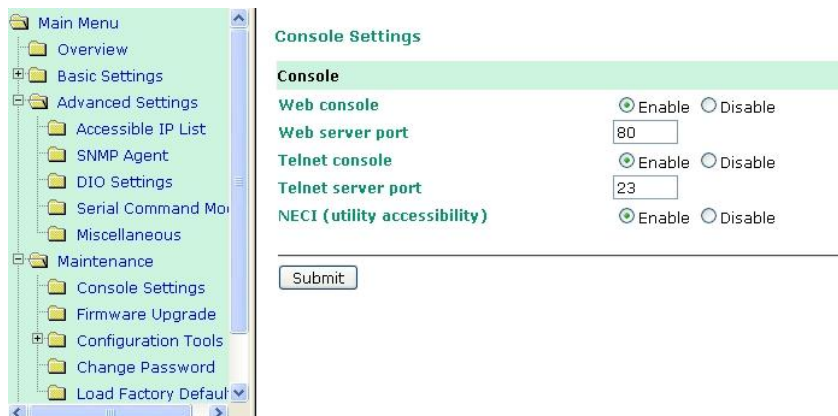 Main Menu
Overview
Basic Settings
Advanced Settings
Accessible IP List
SNMP Agent
DIO Settings
Serial Command Mo
Miscellaneous
Maintenance
Console Settings
Firmware Upgrade
Configuration Tools
Change Password
Load Factory Defaul
Console Settings
Console
Web console Enable Disable
Web server port 80
Telnet console Enable Disable
Telnet server port 23
NECI (utility accessibility) Enable Disable
Submit